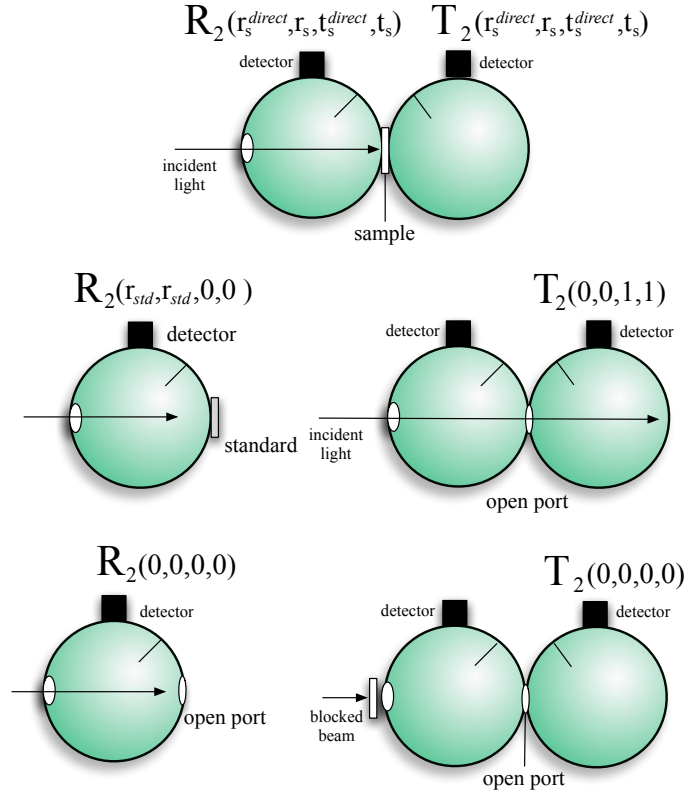 R₂(rₛᵈⁱʳᵉᶜᵗ,rₛ,tₛᵈⁱʳᵉᶜᵗ,tₛ) T₂(rₛᵈⁱʳᵉᶜᵗ,rₛ,tₛᵈⁱʳᵉᶜᵗ,tₛ)
detector detector
incident
light
sample
R₂(r_std,r_std,0,0 ) T₂(0,0,1,1)
detector detector detector
standard
incident
light
open port
R₂(0,0,0,0) T₂(0,0,0,0)
detector detector detector
open port
blocked
beam
open port